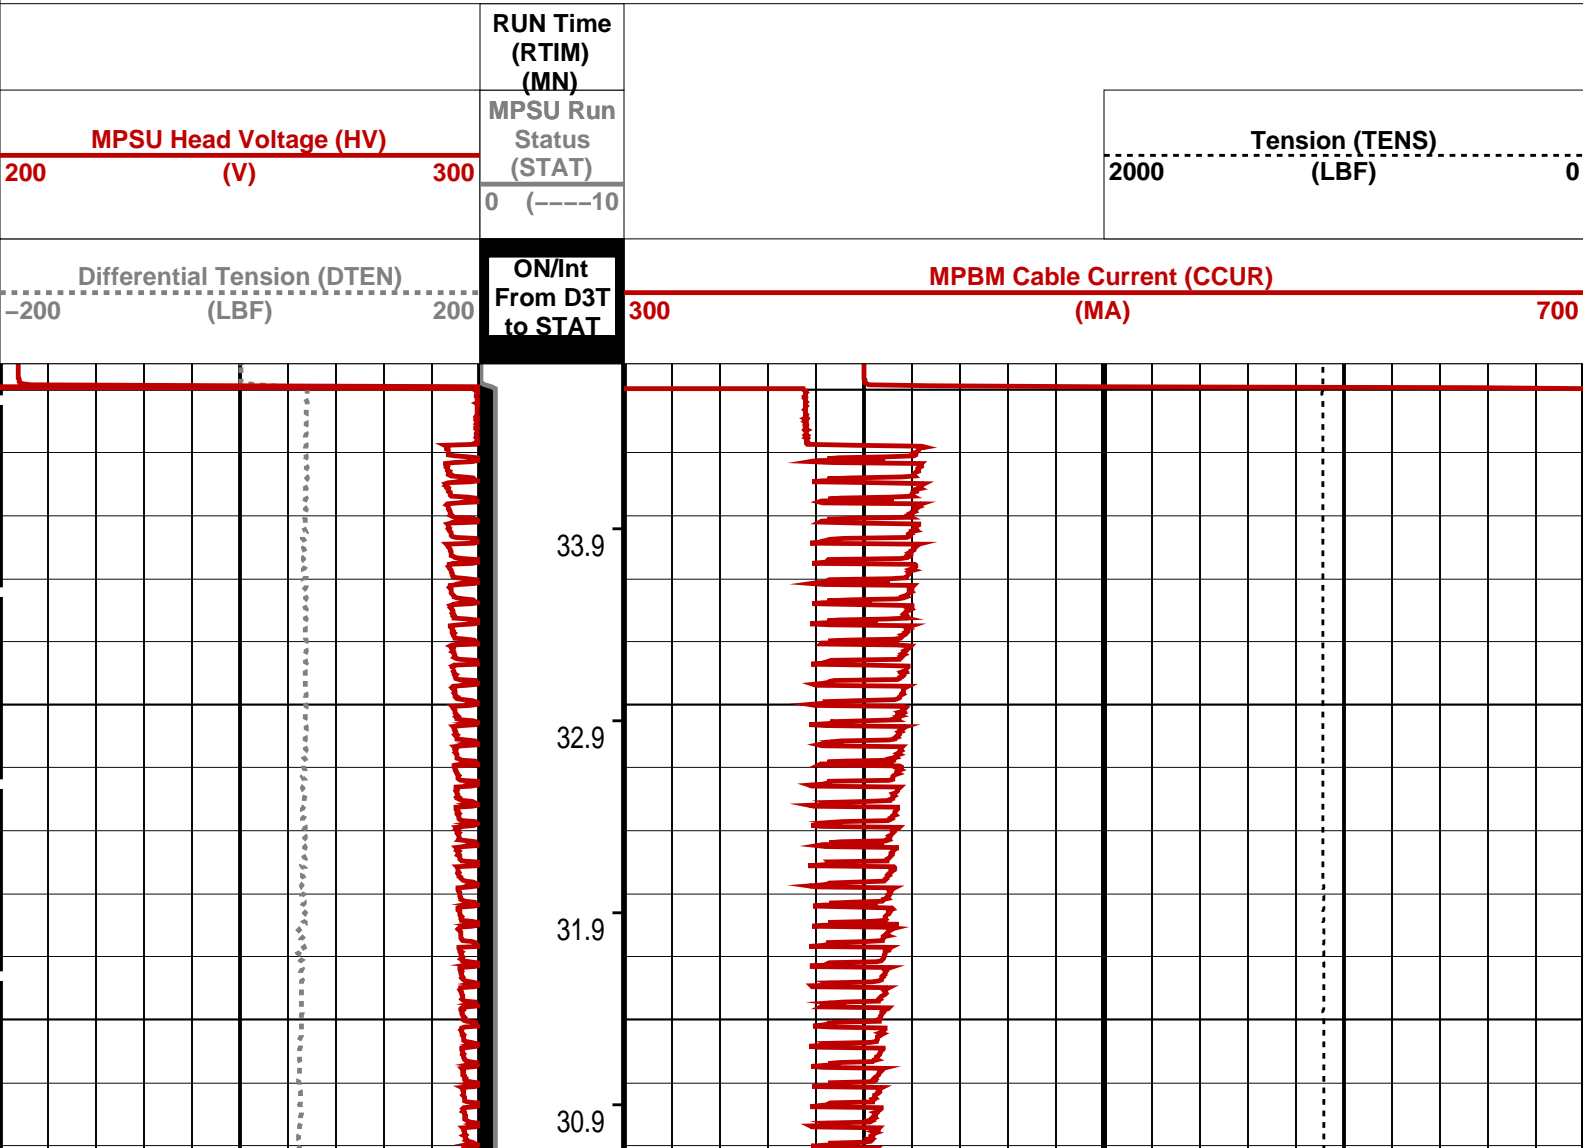 RUN Time
(RTIM)
(MN)
MPSU Head Voltage (HV)
200 (V) 300
MPSU Run
Status
(STAT)
0 (----10
Tension (TENS)
2000 (LBF) 0
Differential Tension (DTEN)
-200 (LBF) 200
ON/Int
From D3T
to STAT
MPBM Cable Current (CCUR)
300 (MA) 700
33.9
32.9
31.9
30.9